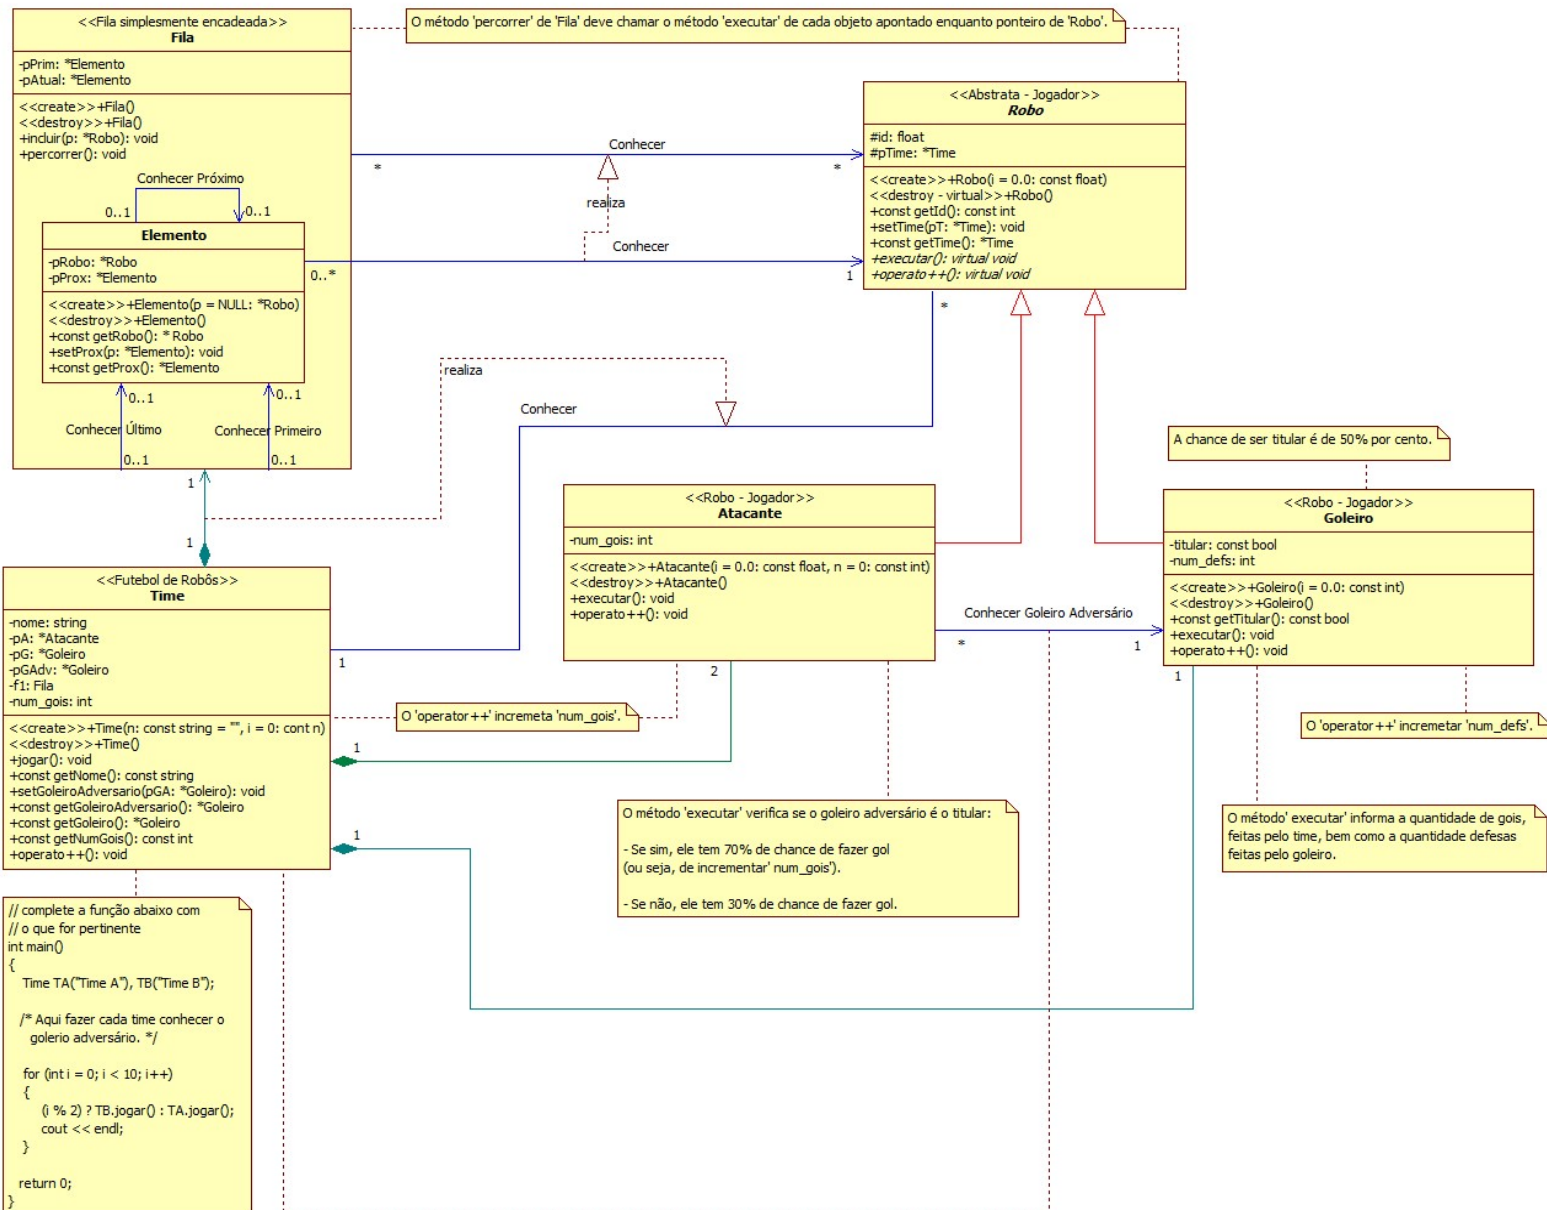 <<Fila simplesmente encadeada>>
Fila
-pPrim: *Elemento
-pAtual: *Elemento
<<create>>+Fila()
<<destroy>>+Fila()
+incluir(p: *Robo): void
+percorrer(): void
Conhecer Próximo
0..1
0..1
Elemento
-pRobo: *Robo
-pProx: *Elemento
<<create>>+Elemento(p = NULL: *Robo)
<<destroy>>+Elemento()
+const getRobo(): * Robo
+setProx(p: *Elemento): void
+const getProx(): *Elemento
0..1
0..1
Conhecer Último
Conhecer Primeiro
0..1
0..1
O método 'percorrer' de 'Fila' deve chamar o método 'executar' de cada objeto apontado enquanto ponteiro de 'Robo'.
Conhecer
*
*
realiza
Conhecer
0..*
1
<<Abstrata - Jogador>>
Robo
#id: float
#pTime: *Time
<<create>>+Robo(i = 0.0: const float)
<<destroy - virtual>>+Robo()
+const getId(): const int
+setTime(pT: *Time): void
+const getTime(): *Time
+executar(): virtual void
+operato++(): virtual void
*
realiza
Conhecer
1
1
1
A chance de ser titular é de 50% por cento.
<<Robo - Jogador>>
Atacante
-num_gois: int
<<create>>+Atacante(i = 0.0: const float, n = 0: const int)
<<destroy>>+Atacante()
+executar(): void
+operato++(): void
Conhecer Goleiro Adversário
*
1
<<Robo - Jogador>>
Goleiro
-titular: const bool
-num_defs: int
<<create>>+Goleiro(i = 0.0: const int)
<<destroy>>+Goleiro()
+const getTitular(): const bool
+executar(): void
+operato++(): void
<<Futebol de Robôs>>
Time
-nome: string
-pA: *Atacante
-pG: *Goleiro
-pGAdv: *Goleiro
-f1: Fila
-num_gois: int
<<create>>+Time(n: const string = "", i = 0: cont n)
<<destroy>>+Time()
+jogar(): void
+const getNome(): const string
+setGoleiroAdversario(pGA: *Goleiro): void
+const getGoleiroAdversario(): *Goleiro
+const getGoleiro(): *Goleiro
+const getNumGois(): const int
+operato++(): void
2
1
1
1
O 'operator++' incremeta 'num_gois'.
O 'operator++' incremetar 'num_defs'.
O método 'executar' verifica se o goleiro adversário é o titular:
- Se sim, ele tem 70% de chance de fazer gol
(ou seja, de incrementar' num_gois').
- Se não, ele tem 30% de chance de fazer gol.
O método' executar' informa a quantidade de gois,
feitas pelo time, bem como a quantidade defesas
feitas pelo goleiro.
// complete a função abaixo com
// o que for pertinente
int main()
{
Time TA("Time A"), TB("Time B");
/* Aqui fazer cada time conhecer o
golerio adversário. */
for (int i = 0; i < 10; i++)
{
(i % 2) ? TB.jogar() : TA.jogar();
cout << endl;
}
return 0;
}